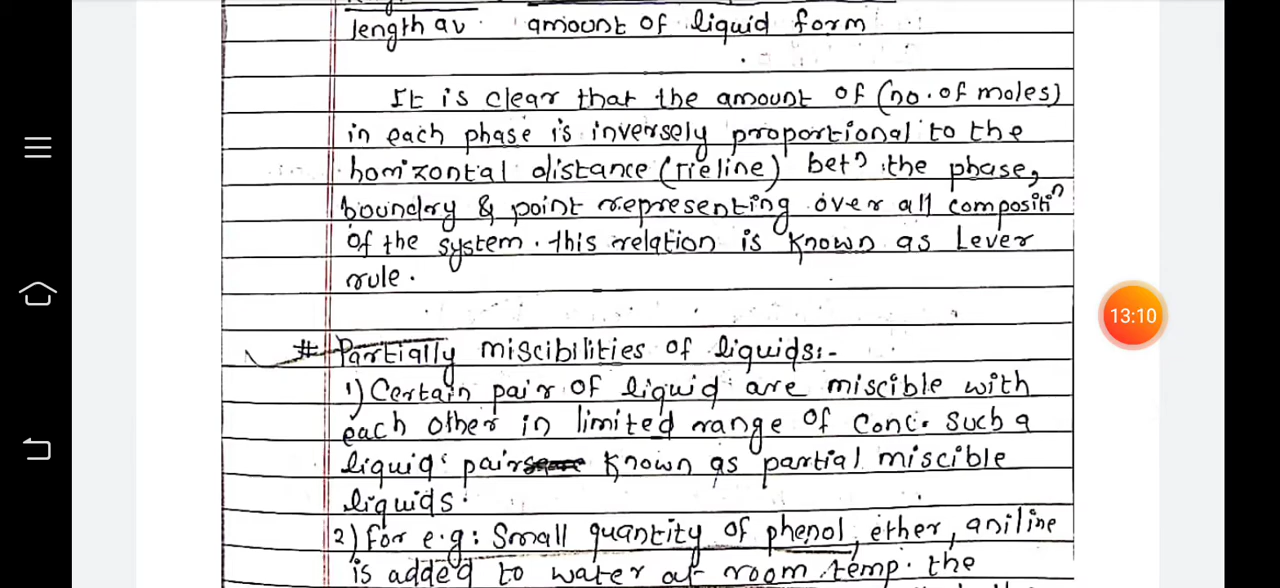 length av amount of liquid form
It is clear that the amount of (no. of moles)
in each phase is inversely proportional to the
homizontal distance (Tieline) betn the phase,
boundry & point representing over all compositin
of the system. this relation is known as Lever
rule.
# Partially miscibilities of liquids:-
1) Certain pair of liquid are miscible with
each other in limited range of conc. Such a
liquid pairs known as partial miscible
liquids.
2) for e.g: Small quantity of phenol, ether, aniline
is added to water at room temp. the
13:10